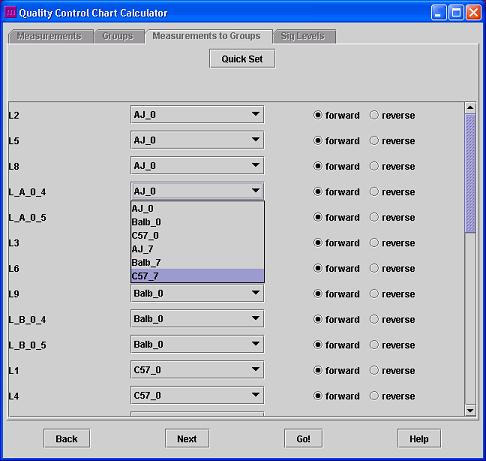 Quality Control Chart Calculator
Measurements Groups Measurements to Groups Sig Levels
Quick Set
L2 AJ_0 forward reverse
L5 AJ_0 forward reverse
L8 AJ_0 forward reverse
L_A_0_4 AJ_0 forward reverse
AJ_0
L_A_0_5 forward reverse
Balb_0
C57_0
L3 forward reverse
AJ_7
Balb_7
L6 forward reverse
C57_7
L9 Balb_0 forward reverse
L_B_0_4 Balb_0 forward reverse
L_B_0_5 Balb_0 forward reverse
L1 C57_0 forward reverse
L4 C57_0 forward reverse
Back Next Go! Help